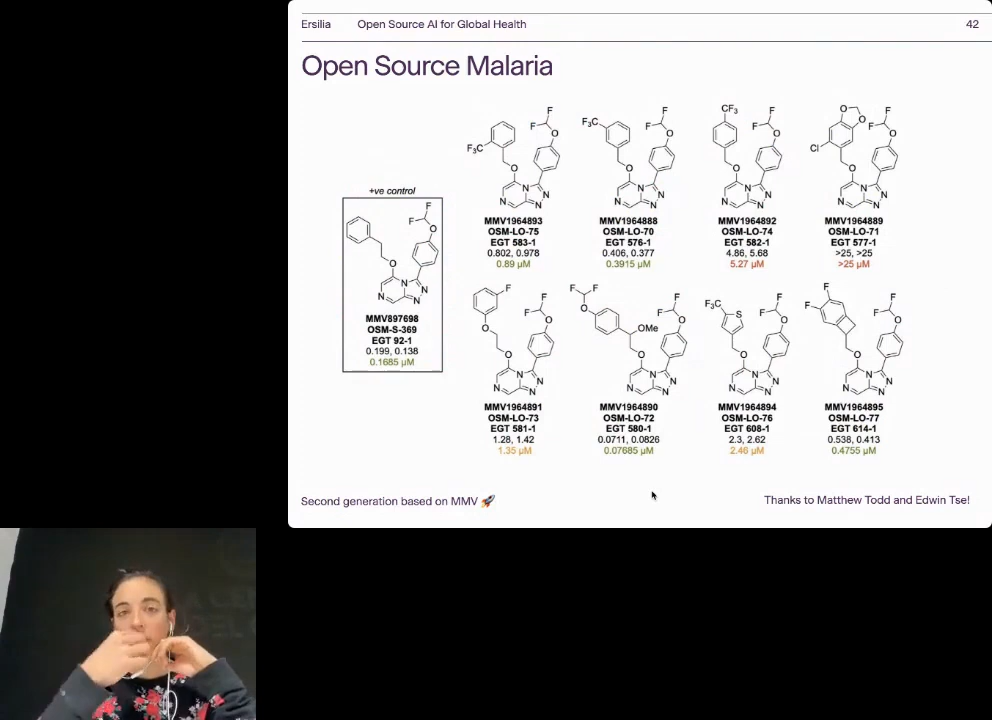 Ersilia Open Source AI for Global Health 42
Open Source Malaria
+ve control
F
F
O
O
N
N
N
N
MMV897698
OSM-S-369
EGT 92-1
0.199, 0.138
0.1685 μM
F
F
O
F₃C
O
N
N
N
N
MMV1964893
OSM-LO-75
EGT 583-1
0.802, 0.978
0.89 μM
F
F
O
F₃C
O
N
N
N
N
MMV1964888
OSM-LO-70
EGT 576-1
0.406, 0.377
0.3915 μM
CF₃
F
F
O
O
N
N
N
N
MMV1964892
OSM-LO-74
EGT 582-1
4.86, 5.68
5.27 μM
O
O
F
F
O
Cl
O
N
N
N
N
MMV1964889
OSM-LO-71
EGT 577-1
>25, >25
>25 μM
F
F
F
O
O
O
N
N
N
N
MMV1964891
OSM-LO-73
EGT 581-1
1.28, 1.42
1.35 μM
F
F
F
F
O
O
OMe
O
N
N
N
N
MMV1964890
OSM-LO-72
EGT 580-1
0.0711, 0.0826
0.07685 μM
F₃C
S
F
F
O
O
N
N
N
N
MMV1964894
OSM-LO-76
EGT 608-1
2.3, 2.62
2.46 μM
F
F
F
F
O
O
N
N
N
N
MMV1964895
OSM-LO-77
EGT 614-1
0.538, 0.413
0.4755 μM
Second generation based on MMV 🚀
Thanks to Matthew Todd and Edwin Tse!